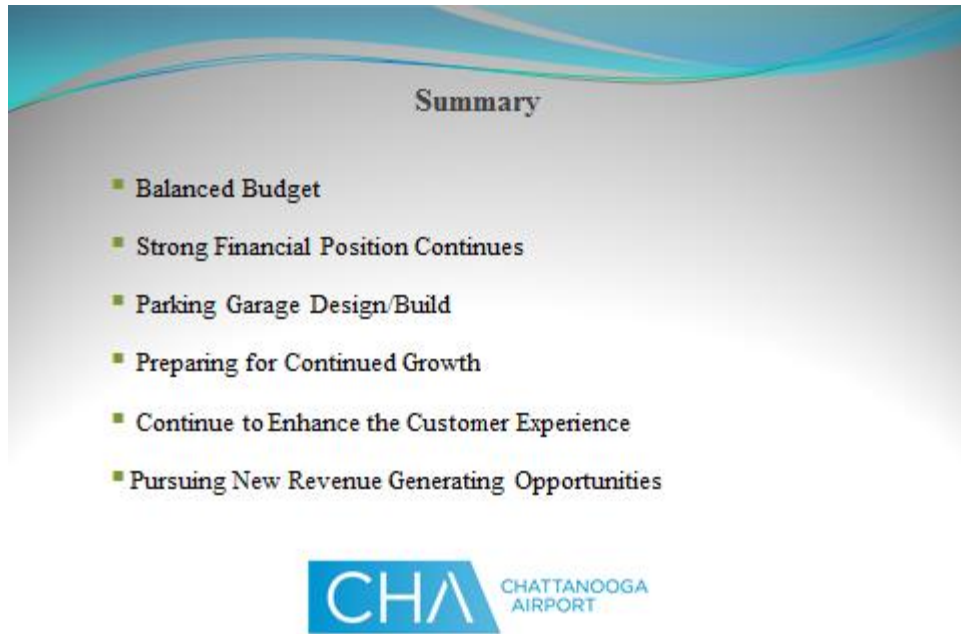 Summary
▪ Balanced Budget
▪ Strong Financial Position Continues
▪ Parking Garage Design/Build
▪ Preparing for Continued Growth
▪ Continue to Enhance the Customer Experience
▪ Pursuing New Revenue Generating Opportunities
CHA
CHATTANOOGA
AIRPORT